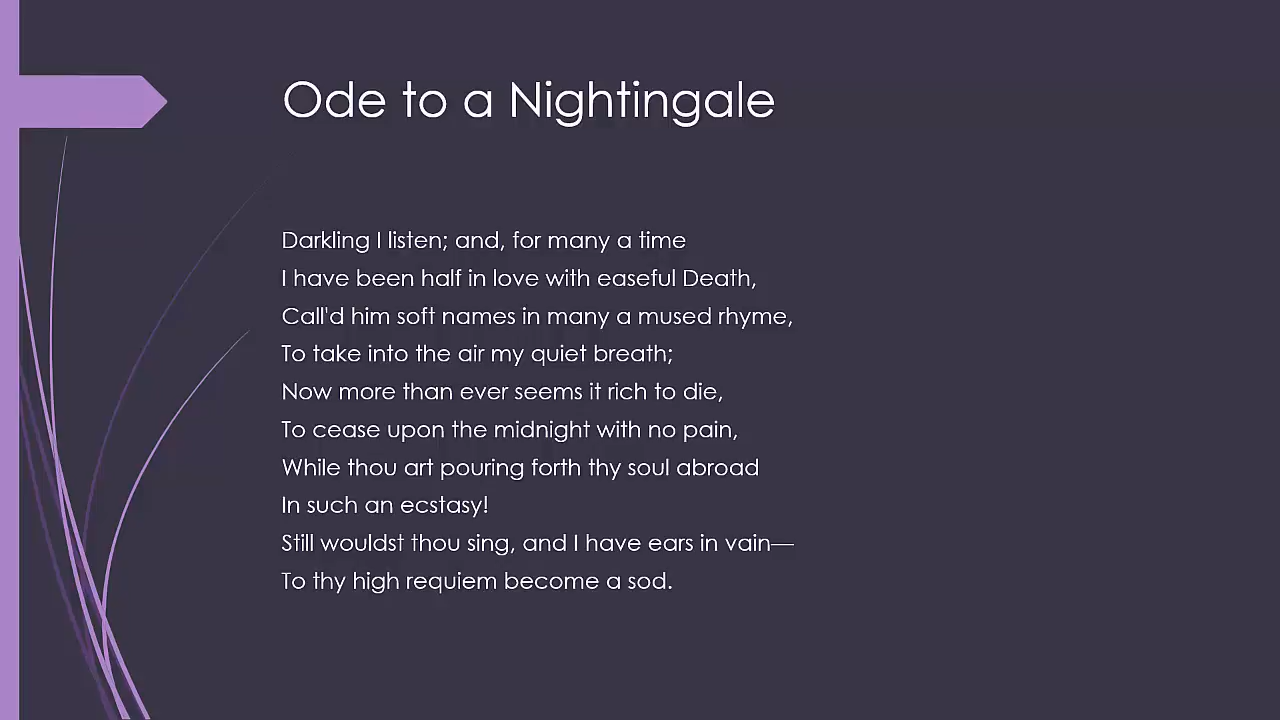 Ode to a Nightingale
Darkling I listen; and, for many a time
I have been half in love with easeful Death,
Call'd him soft names in many a mused rhyme,
To take into the air my quiet breath;
Now more than ever seems it rich to die,
To cease upon the midnight with no pain,
While thou art pouring forth thy soul abroad
In such an ecstasy!
Still wouldst thou sing, and I have ears in vain—
To thy high requiem become a sod.